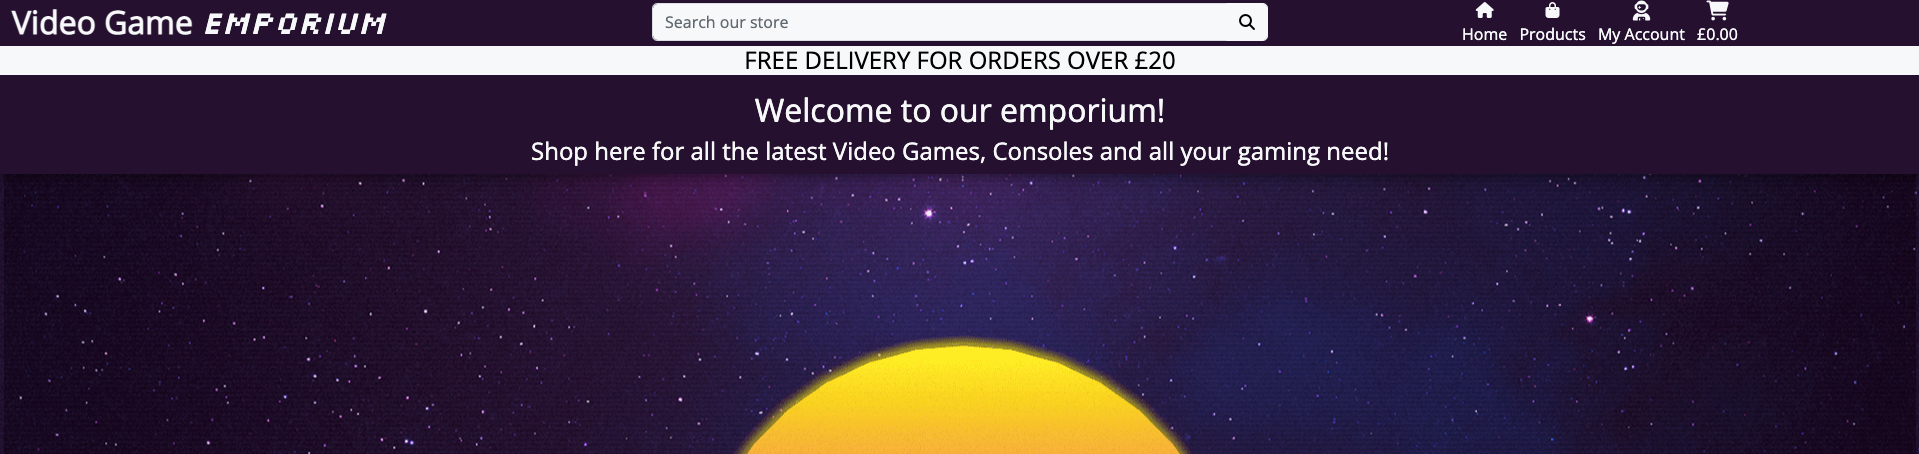 Video Game EMPORIUM
Search our store
Home Products My Account £0.00
FREE DELIVERY FOR ORDERS OVER £20
Welcome to our emporium!
Shop here for all the latest Video Games, Consoles and all your gaming need!